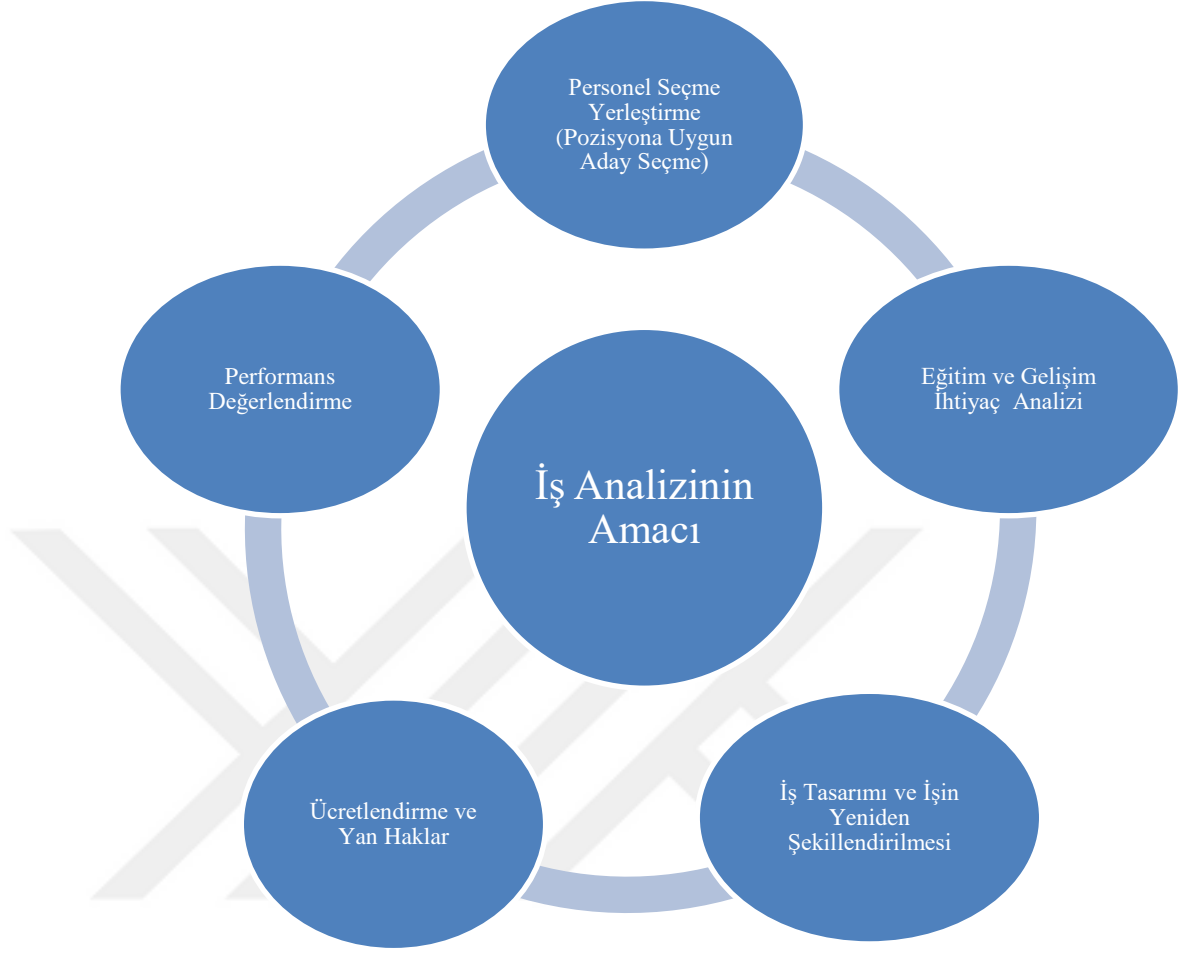 Personel Seçme
Yerleştirme
(Pozisyona Uygun
Aday Seçme)
Eğitim ve Gelişim
İhtiyaç Analizi
İş Tasarımı ve İşin
Yeniden
Şekillendirilmesi
Ücretlendirme ve
Yan Haklar
Performans
Değerlendirme
İş Analizinin
Amacı